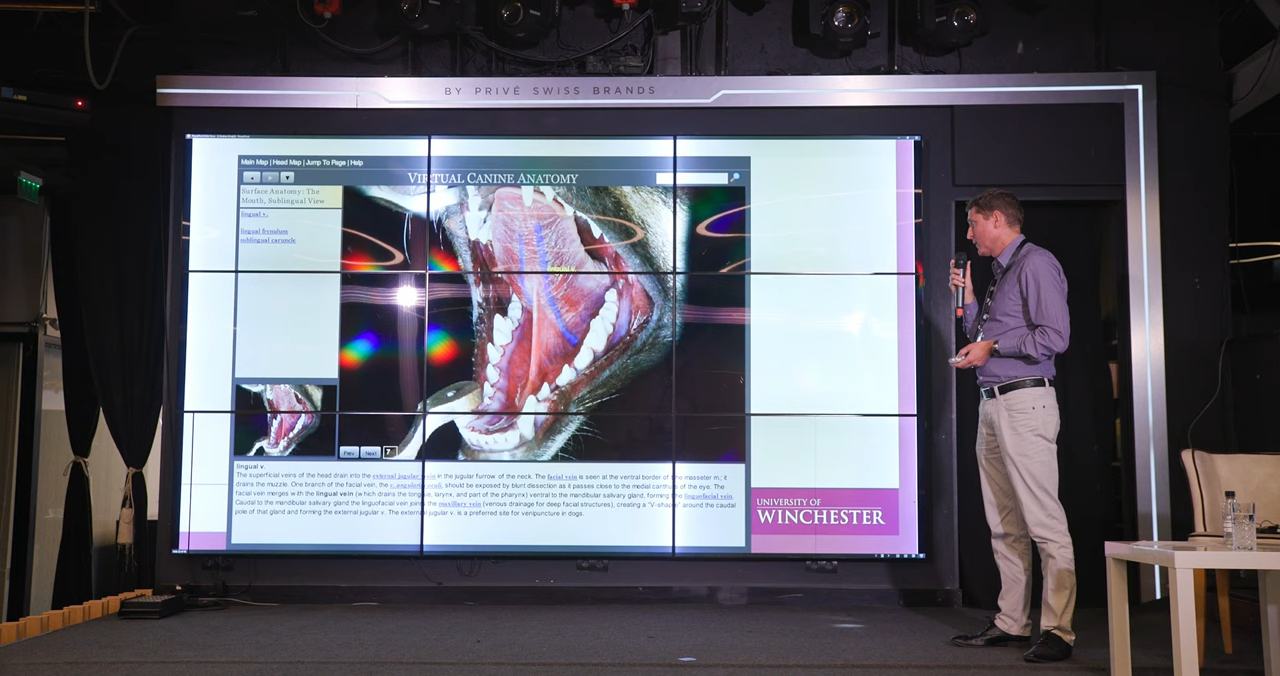 BY PRIVÉ SWISS BRANDS
Main Map | Head Map | Jump To Page | Help
VIRTUAL CANINE ANATOMY
Surface Anatomy: The
Mouth, Sublingual View
lingual v.
lingual frenulum
sublingual caruncle
lingual v.
Prev Next 7
lingual v.
The superficial veins of the head drain into the external jugular vein in the jugular furrow of the neck. The facial vein is seen at the ventral border of the masseter m.; it
drains the muzzle. One branch of the facial vein, the v. angularis oculi, should be exposed by blunt dissection as it passes close to the medial canthus of the eye. The
facial vein merges with the lingual vein (which drains the tongue, larynx, and part of the pharynx) ventral to the mandibular salivary gland, forming the linguofacial vein.
Caudal to the mandibular salivary gland the linguofacial vein joins the maxillary vein (venous drainage for deep facial structures), creating a "V-shape" around the caudal
pole of that gland and forming the external jugular v. The external jugular v. is a preferred site for venipuncture in dogs.
UNIVERSITY OF
WINCHESTER